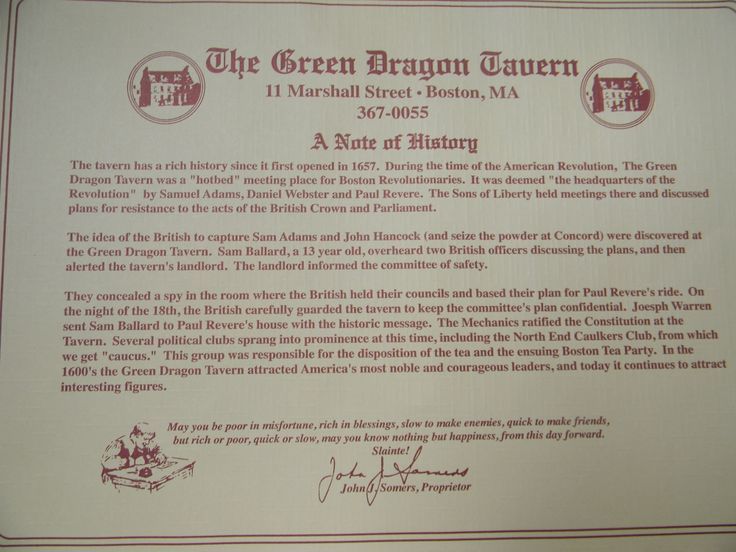 The Green Dragon Tavern
11 Marshall Street • Boston, MA
367-0055
A Note of History
The tavern has a rich history since it first opened in 1657. During the time of the American Revolution, The Green
Dragon Tavern was a "hotbed" meeting place for Boston Revolutionaries. It was deemed "the headquarters of the
Revolution" by Samuel Adams, Daniel Webster and Paul Revere. The Sons of Liberty held meetings there and discussed
plans for resistance to the acts of the British Crown and Parliament.
The idea of the British to capture Sam Adams and John Hancock (and seize the powder at Concord) were discovered at
the Green Dragon Tavern. Sam Ballard, a 13 year old, overheard two British officers discussing the plans, and then
alerted the tavern's landlord. The landlord informed the committee of safety.
They concealed a spy in the room where the British held their councils and based their plan for Paul Revere's ride. On
the night of the 18th, the British carefully guarded the tavern to keep the committee's plan confidential. Joesph Warren
sent Sam Ballard to Paul Revere's house with the historic message. The Mechanics ratified the Constitution at the
Tavern. Several political clubs sprang into prominence at this time, including the North End Caulkers Club, from which
we get "caucus." This group was responsible for the disposition of the tea and the ensuing Boston Tea Party. In the
1600's the Green Dragon Tavern attracted America's most noble and courageous leaders, and today it continues to attract
interesting figures.
May you be poor in misfortune, rich in blessings, slow to make enemies, quick to make friends,
but rich or poor, quick or slow, may you know nothing but happiness, from this day forward.
Slainte!
John J Somers
John J. Somers, Proprietor